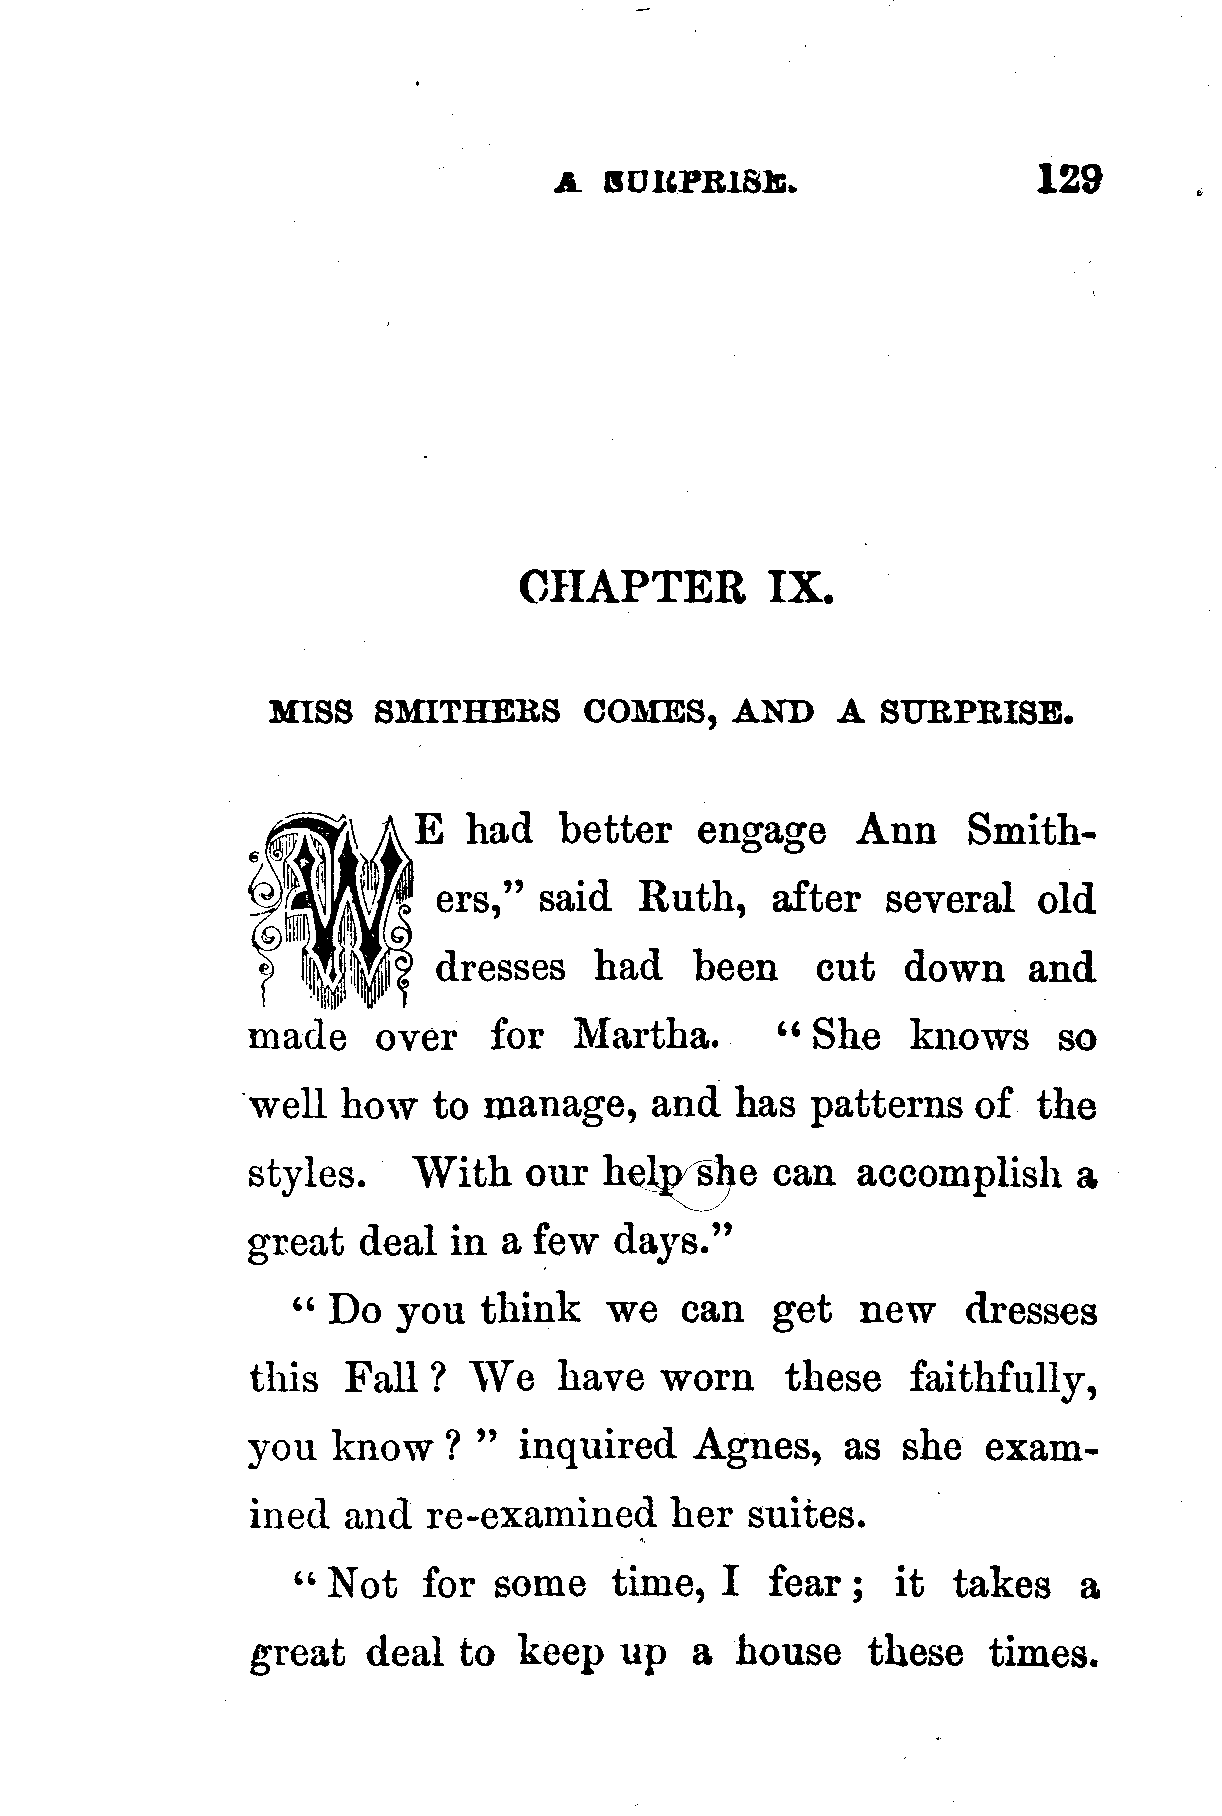 A SURPRISE. 129
CHAPTER IX.
MISS SMITHERS COMES, AND A SURPRISE.
WE had better engage Ann Smith-
ers,” said Ruth, after several old
dresses had been cut down and
made over for Martha. “She knows so
well how to manage, and has patterns of the
styles. With our help she can accomplish a
great deal in a few days.”
“Do you think we can get new dresses
this Fall? We have worn these faithfully,
you know?” inquired Agnes, as she exam-
ined and re-examined her suites.
“Not for some time, I fear; it takes a
great deal to keep up a house these times.